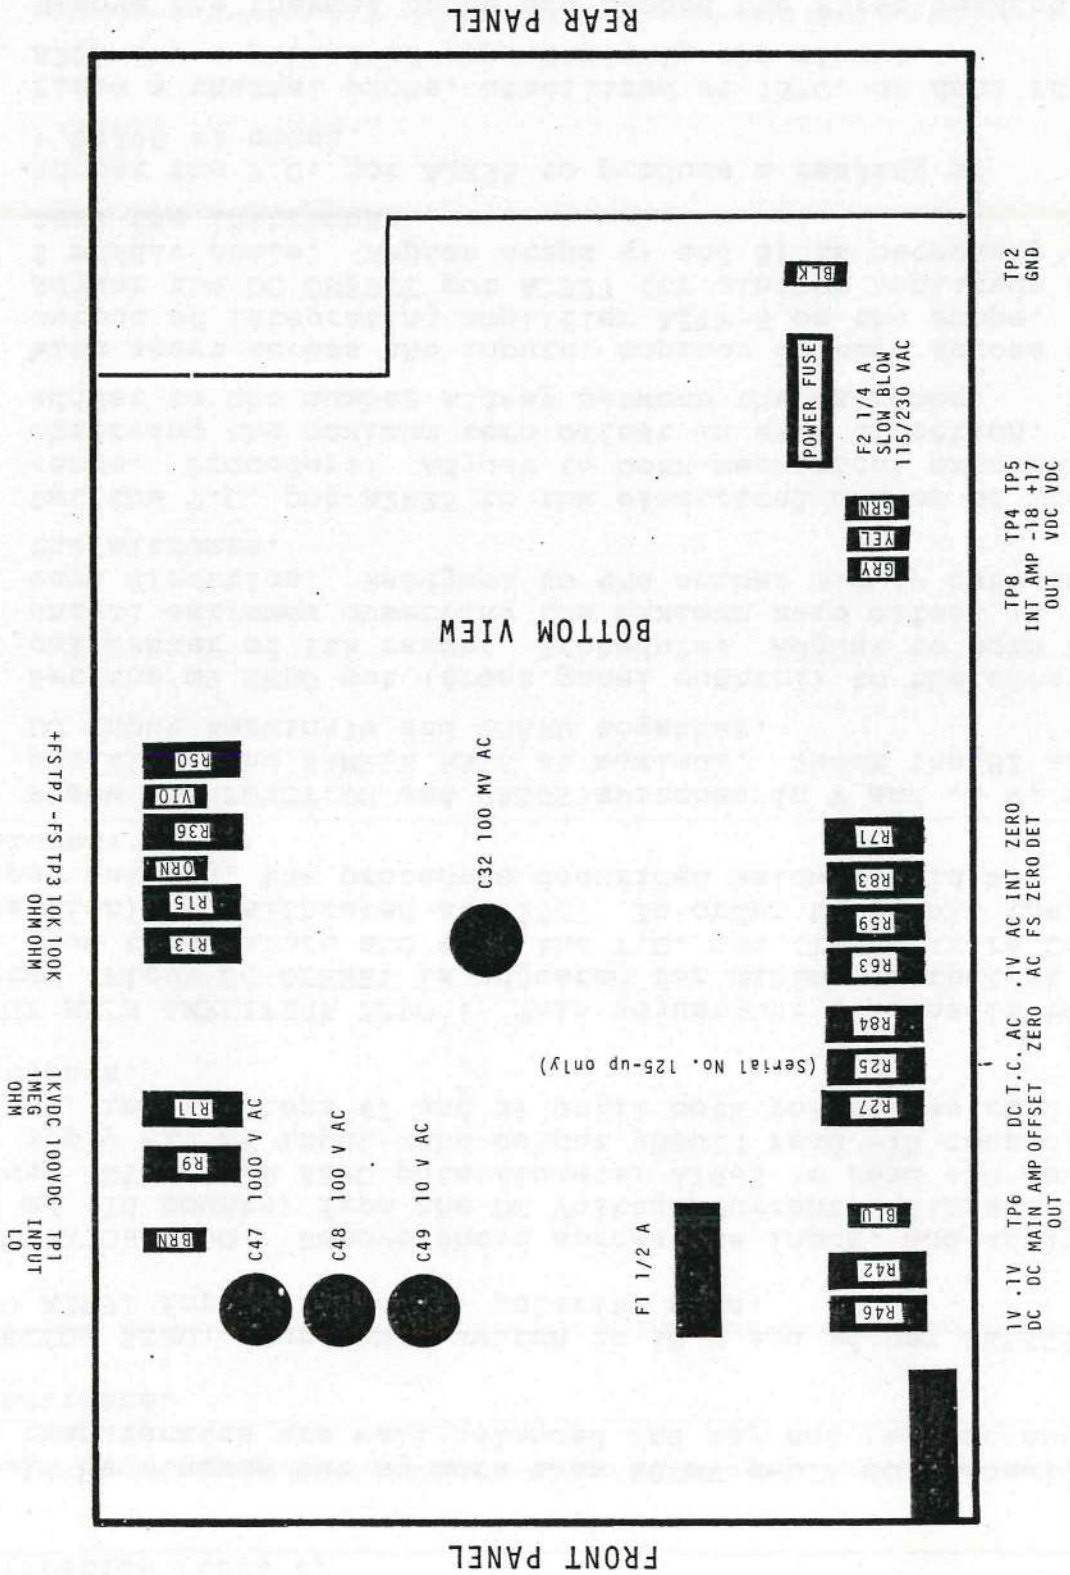 REAR PANEL
BLK
TP2
GND
POWER FUSE
F2 1/4 A
SLOW BLOW
115/230 VAC
GRN
YEL
GRY
TP8 TP4 TP5
INT AMP -18 +17
OUT VDC VDC
BOTTOM VIEW
+FS TP7 -FS TP3 10K 100K
OHM OHM
R50
VIO
R36
ORN
R15
R13
C32 100 MV AC
R71
R83
R59
R63
R84
R25
R27
(Serial No. 125-up only)
1KVDC 100VDC TP1
1MEG INPUT
OHM LO
R11
R9
BRN
C47 1000 V AC
C48 100 V AC
C49 10 V AC
F1 1/2 A
BLU
R42
R46
1V .1V TP6 DC T.C. AC .1V AC INT ZERO
DC DC MAIN AMP OFFSET ZERO AC FS ZERO DET
OUT
FRONT PANEL